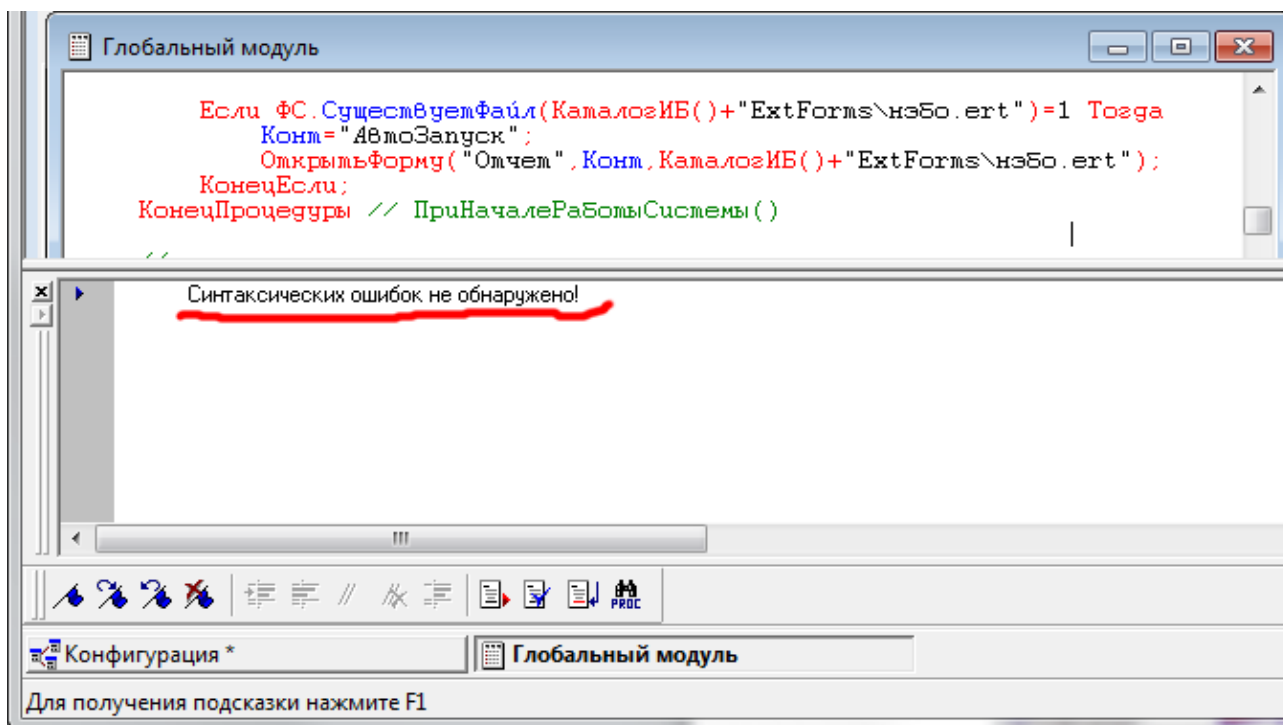 Глобальный модуль
Если ФС.СуществуетФайл(КаталогИБ()+"ExtForms\нэбо.ert")=1 Тогда
Конт="АвтоЗапуск";
ОткрытьФорму("Отчет",Конт,КаталогИБ()+"ExtForms\нэбо.ert");
КонецЕсли;
КонецПроцедуры // ПриНачалеРаботыСистемы()
//
Синтаксических ошибок не обнаружено!
PROC
Конфигурация *
Глобальный модуль
Для получения подсказки нажмите F1